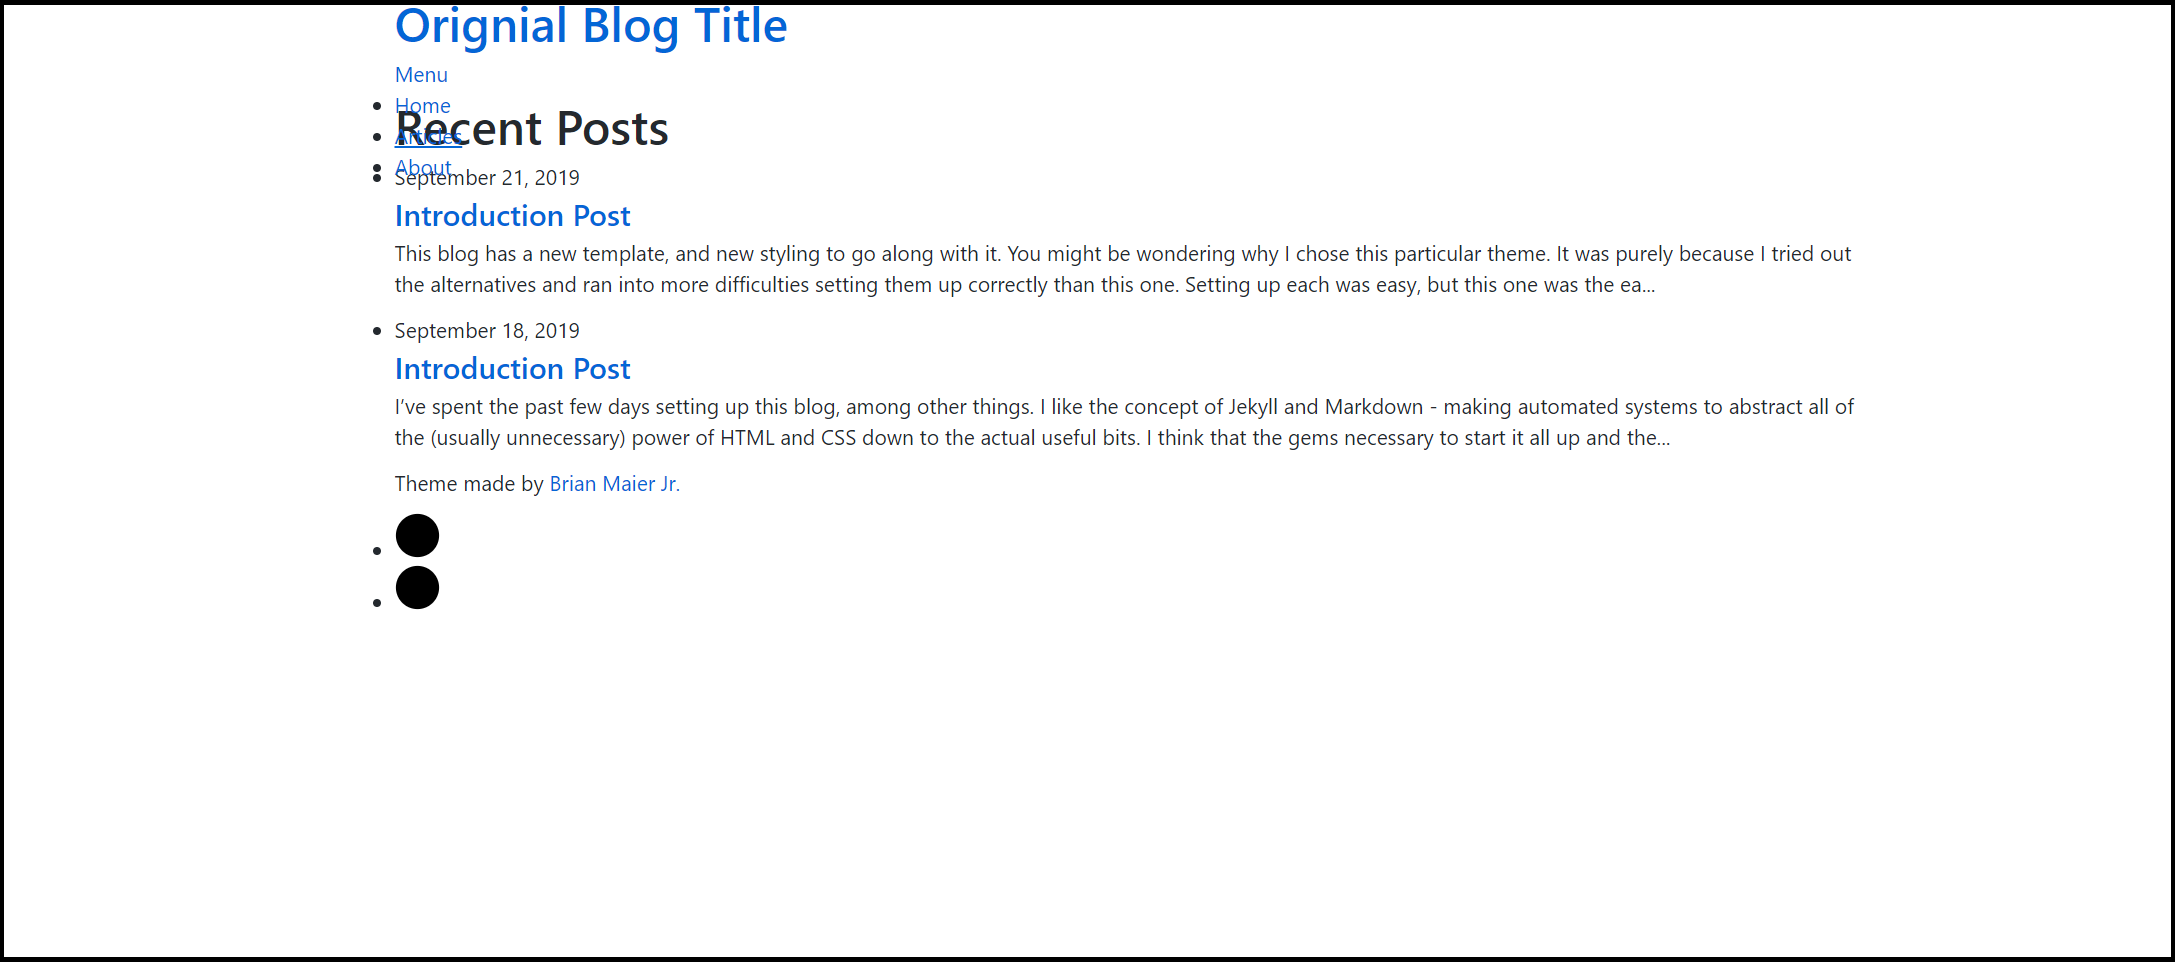 Orignial Blog Title
Menu
Home
Recent Posts
Articles
About
September 21, 2019
Introduction Post
This blog has a new template, and new styling to go along with it. You might be wondering why I chose this particular theme. It was purely because I tried out
the alternatives and ran into more difficulties setting them up correctly than this one. Setting up each was easy, but this one was the ea...
September 18, 2019
Introduction Post
I’ve spent the past few days setting up this blog, among other things. I like the concept of Jekyll and Markdown - making automated systems to abstract all of
the (usually unnecessary) power of HTML and CSS down to the actual useful bits. I think that the gems necessary to start it all up and the...
Theme made by Brian Maier Jr.